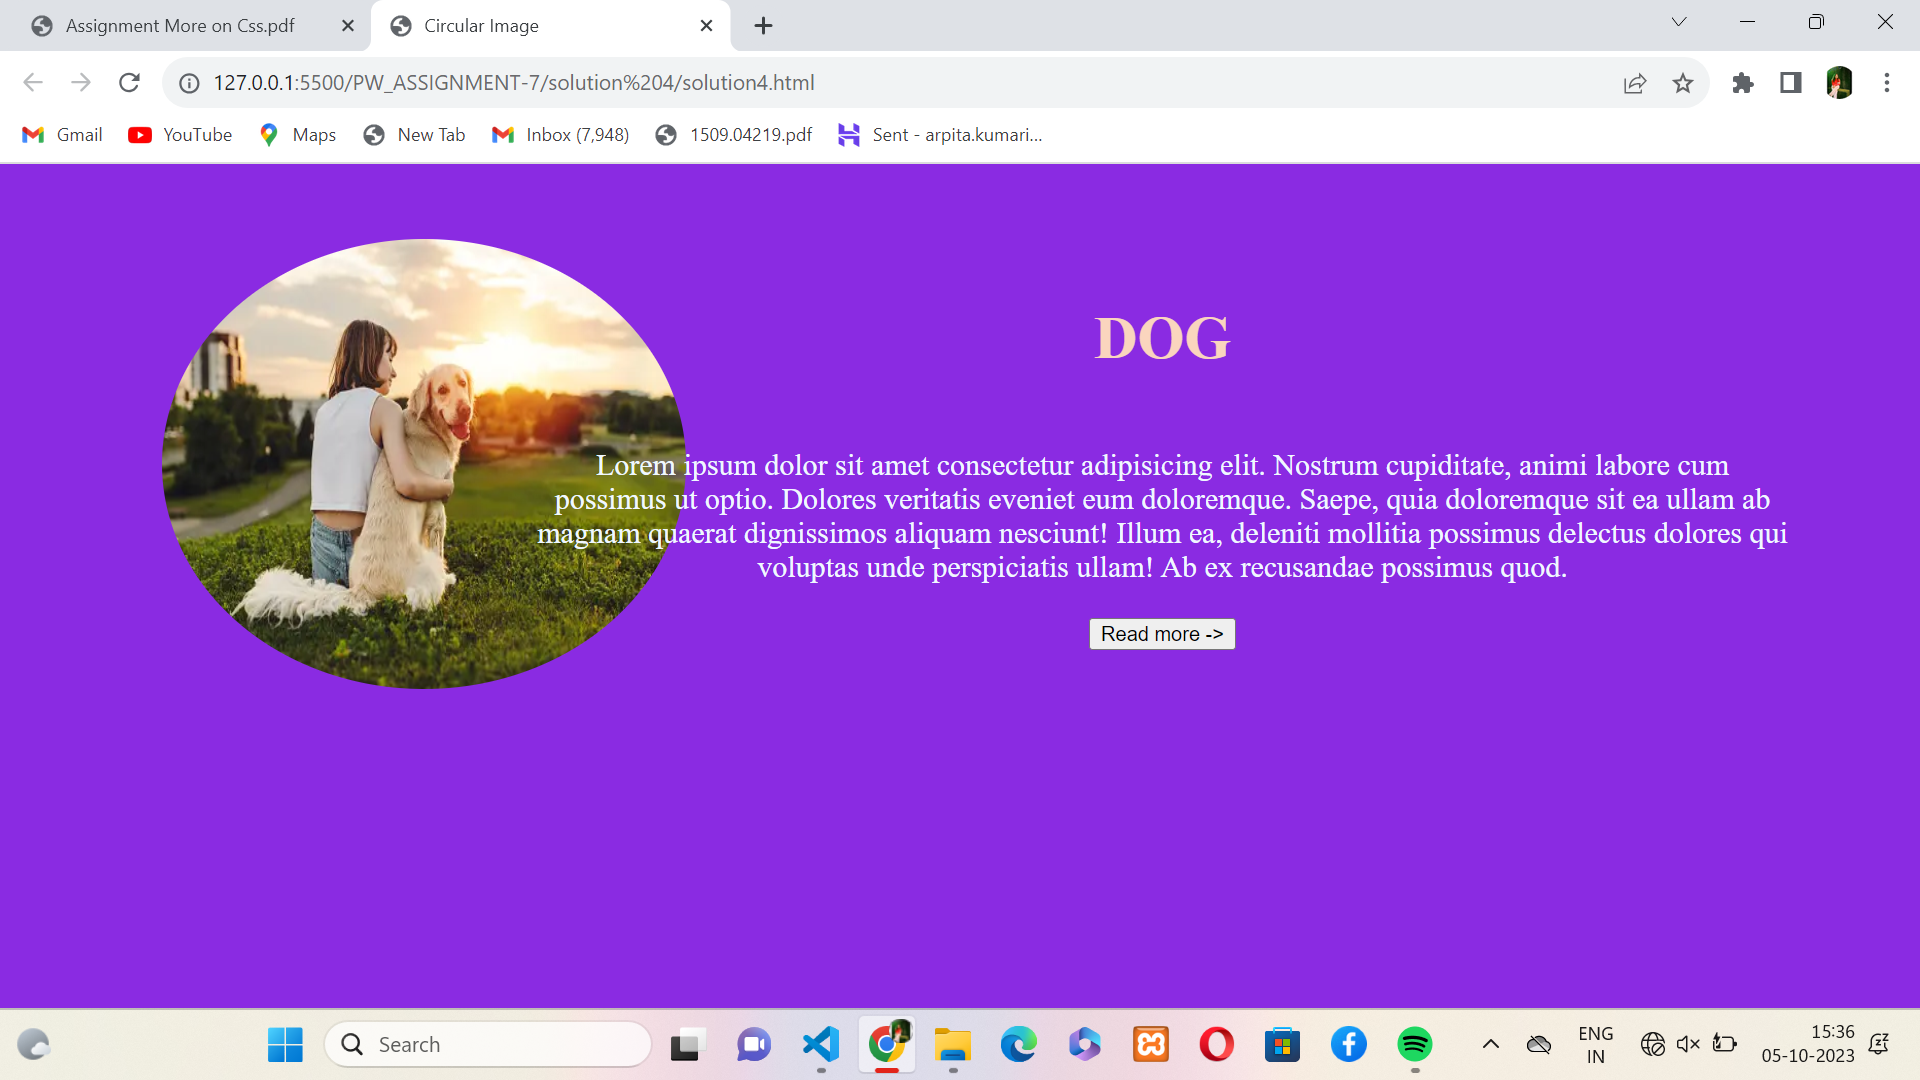 Assignment More on Css.pdf
Circular Image
127.0.0.1:5500/PW_ASSIGNMENT-7/solution%204/solution4.html
Gmail
YouTube
Maps
New Tab
Inbox (7,948)
1509.04219.pdf
Sent - arpita.kumari...
DOG
Lorem ipsum dolor sit amet consectetur adipisicing elit. Nostrum cupiditate, animi labore cum
possimus ut optio. Dolores veritatis eveniet eum doloremque. Saepe, quia doloremque sit ea ullam ab
magnam quaerat dignissimos aliquam nesciunt! Illum ea, deleniti mollitia possimus delectus dolores qui
voluptas unde perspiciatis ullam! Ab ex recusandae possimus quod.
Read more ->
Search
ENG
IN
15:36
05-10-2023